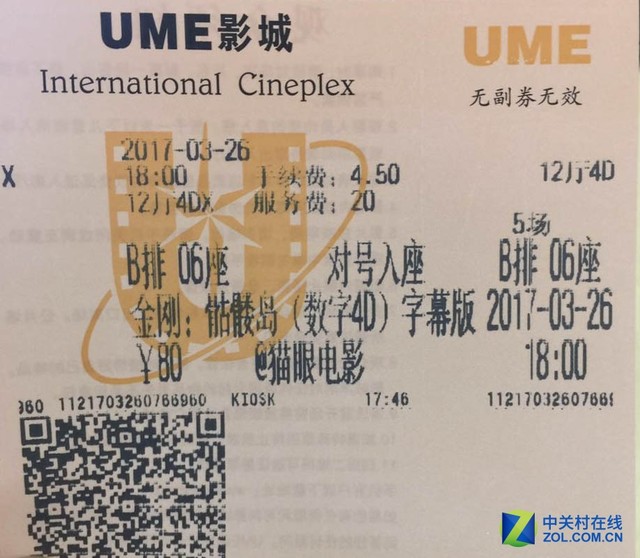 UME影城
UME
International Cineplex
无副券无效
2017-03-26
X 18:00 手续费:4.50 12厅4D
12厅4DX 服务费:20
5场
B排 06座 对号入座 B排 06座
金刚:骷髅岛(数字4D)字幕版 2017-03-26
¥80 @猫眼电影 18:00
960 1121703260766960 KIOSK 17:46 112170326076696
中关村在线
ZOL.COM.CN